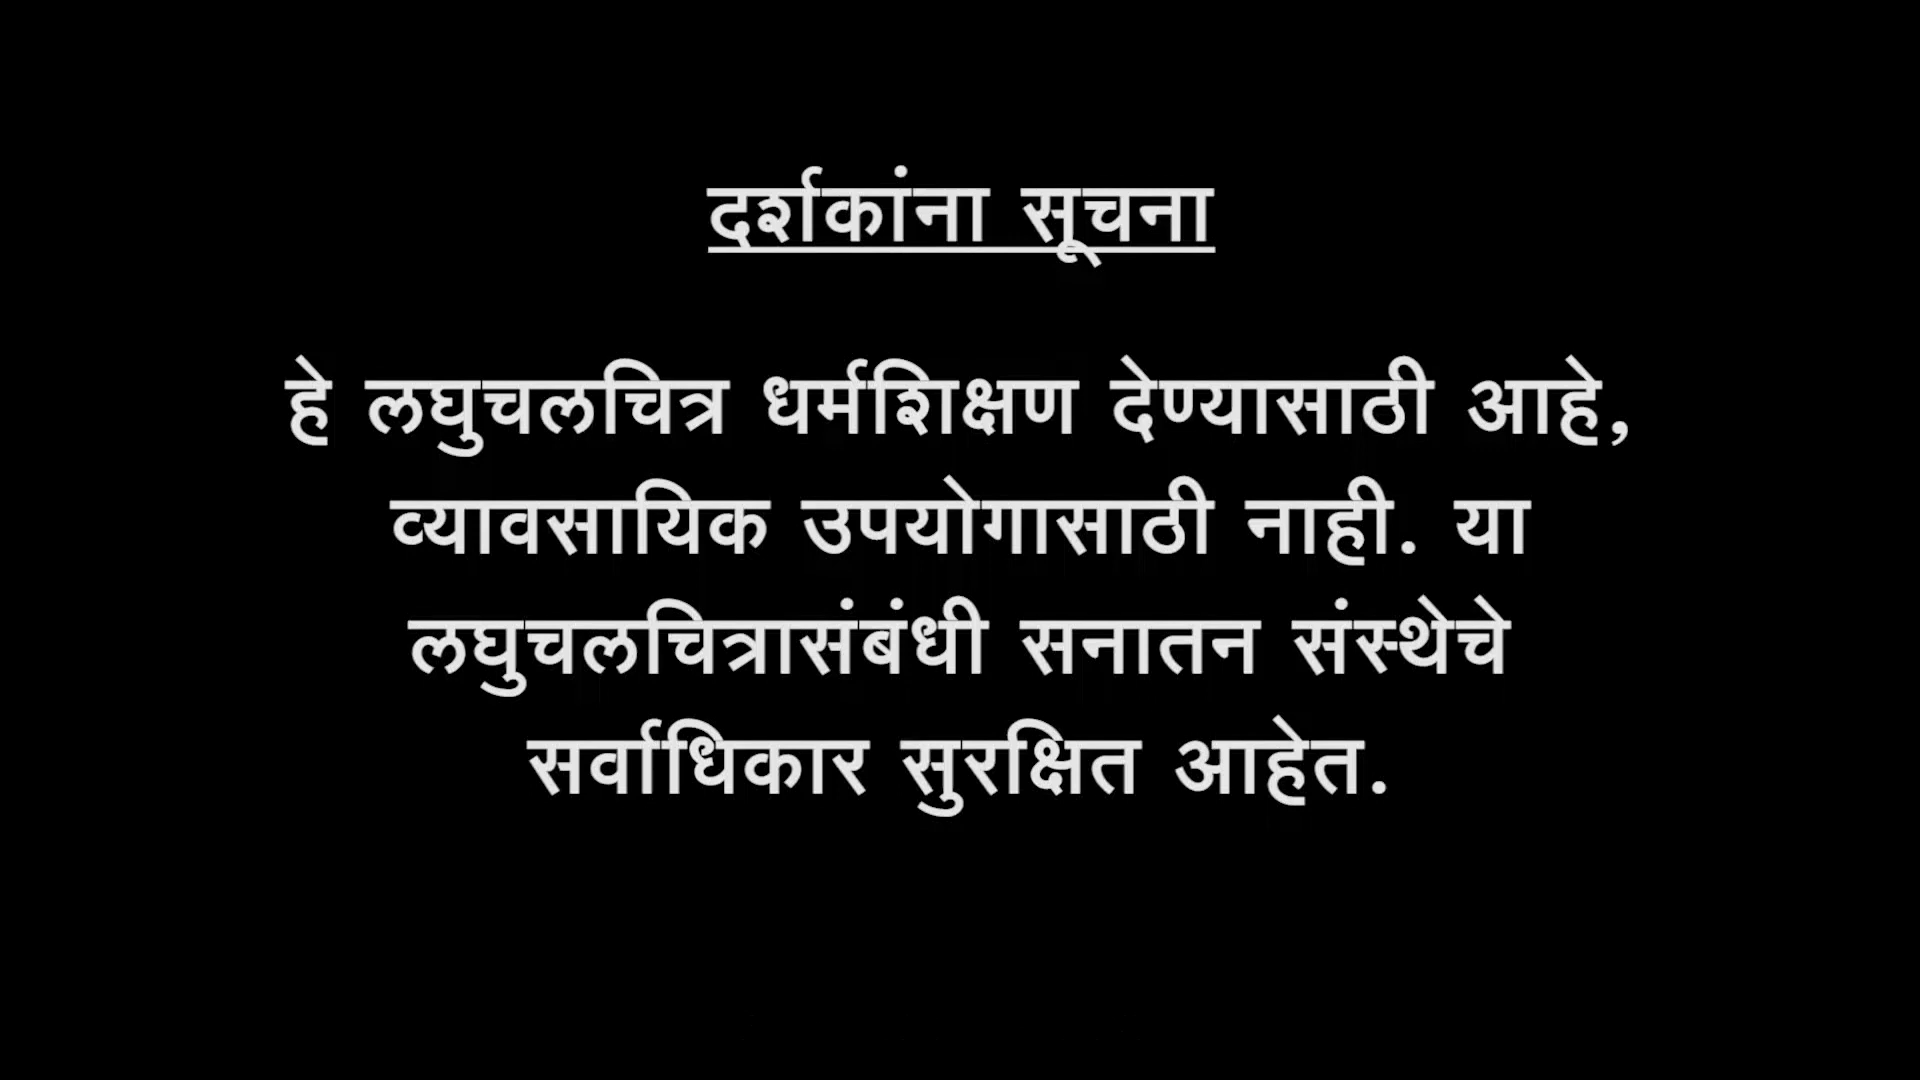 दर्शकांना सूचना
हे लघुचलचित्र धर्मशिक्षण देण्यासाठी आहे,
व्यावसायिक उपयोगासाठी नाही. या
लघुचलचित्रासंबंधी सनातन संस्थेचे
सर्वाधिकार सुरक्षित आहेत.